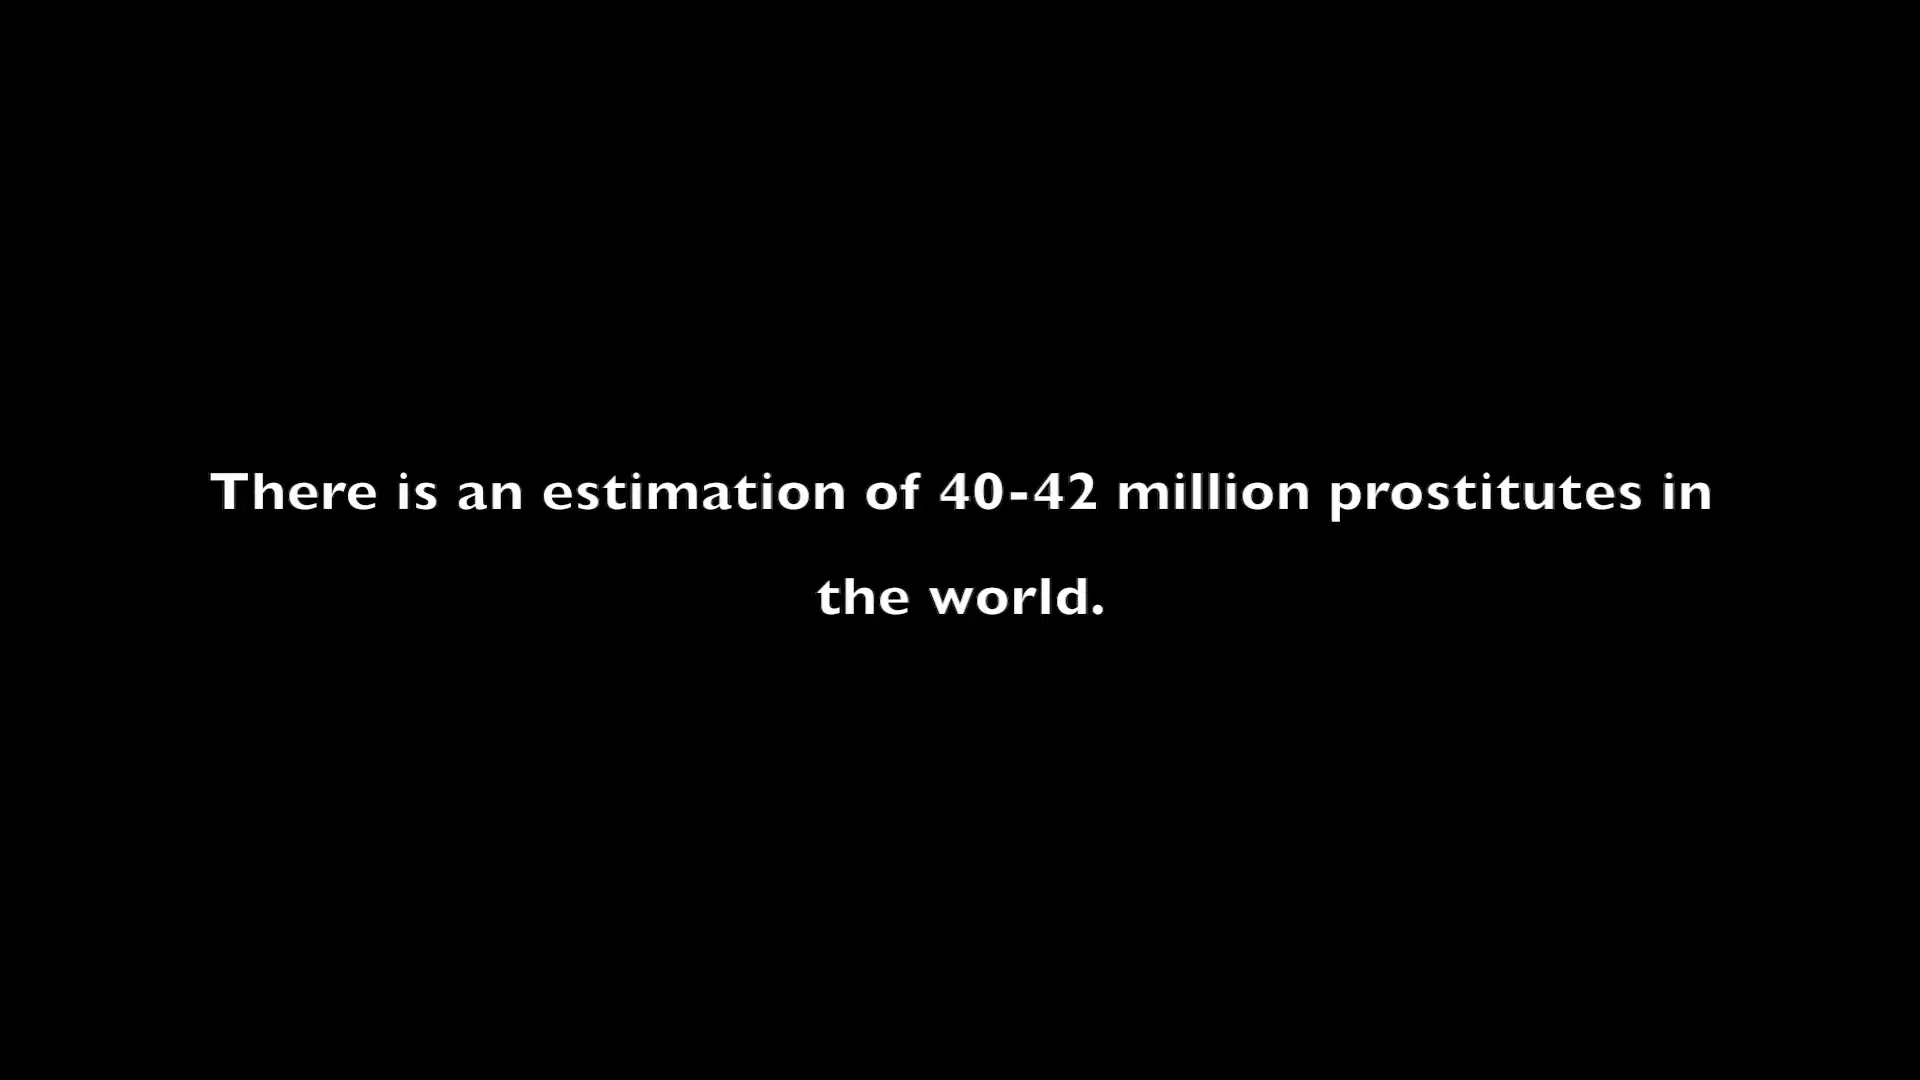 There is an estimation of 40-42 million prostitutes in
the world.